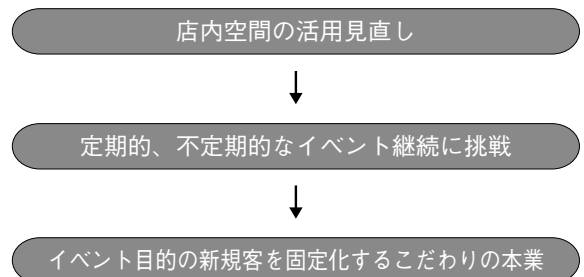 店内空間の活用見直し
定期的、不定期的なイベント継続に挑戦
イベント目的の新規客を固定化するこだわりの本業